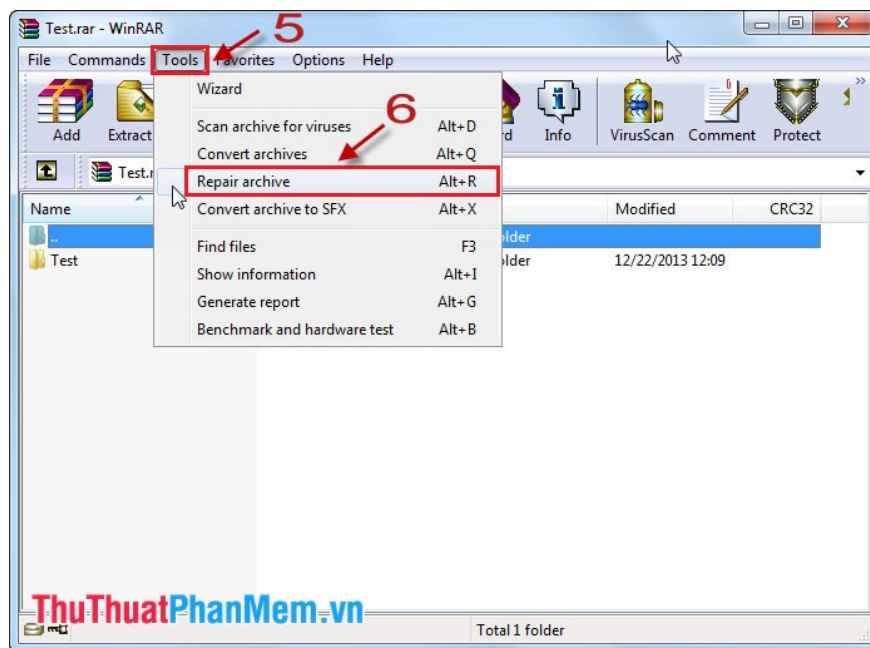 Test.rar - WinRAR
5
File Commands Tools Favorites Options Help
Add Extract Info VirusScan Comment Protect
Wizard
6
Scan archive for viruses Alt+D
Convert archives Alt+Q
Repair archive Alt+R
Convert archive to SFX Alt+X
Find files F3
Show information Alt+I
Generate report Alt+G
Benchmark and hardware test Alt+B
Name Modified CRC32
..
Test 12/22/2013 12:09
ThuThuatPhanMem.vn
Total 1 folder